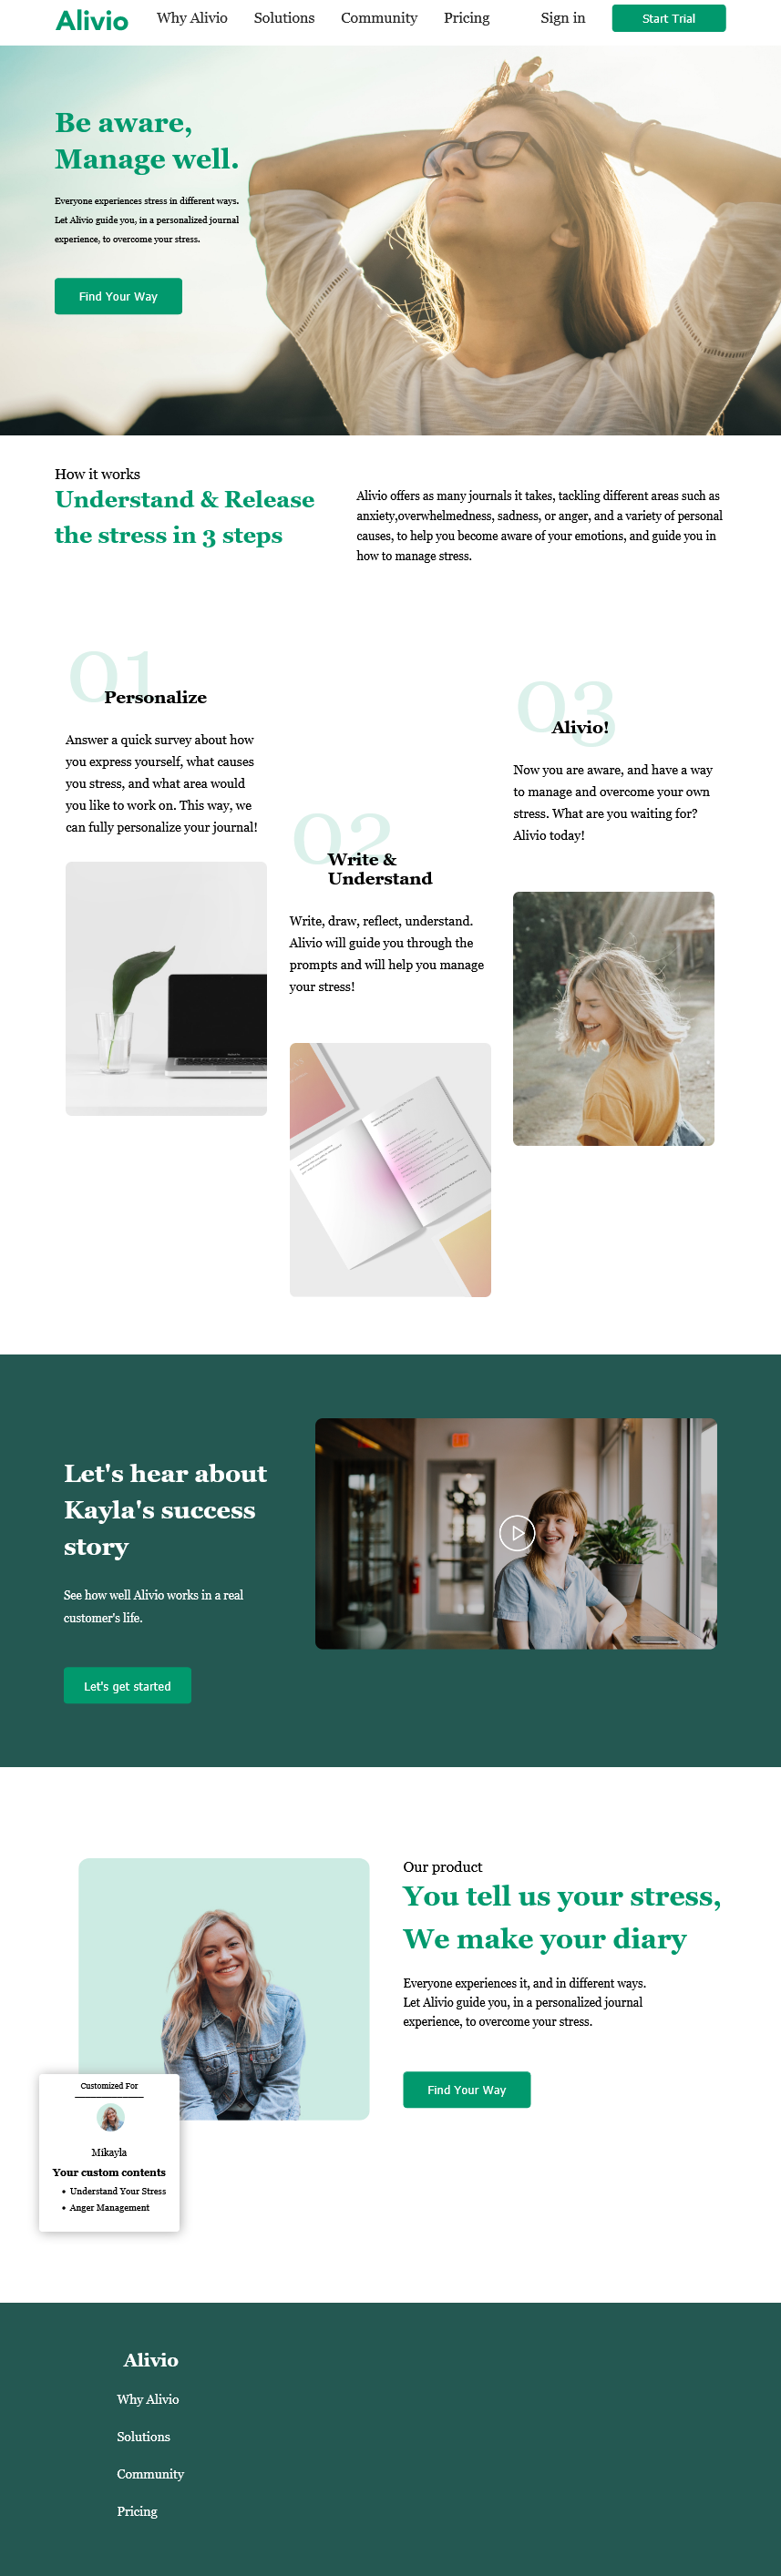 Alivio
Why Alivio
Solutions
Community
Pricing
Sign in
Start Trial
Be aware,
Manage well.
Everyone experiences stress in different ways.
Let Alivio guide you, in a personalized journal
experience, to overcome your stress.
Find Your Way
How it works
Understand & Release
the stress in 3 steps
Alivio offers as many journals it takes, tackling different areas such as
anxiety,overwhelmedness, sadness, or anger, and a variety of personal
causes, to help you become aware of your emotions, and guide you in
how to manage stress.
01
Personalize
Answer a quick survey about how
you express yourself, what causes
you stress, and what area would
you like to work on. This way, we
can fully personalize your journal!
02
Write &
Understand
Write, draw, reflect, understand.
Alivio will guide you through the
prompts and will help you manage
your stress!
03
Alivio!
Now you are aware, and have a way
to manage and overcome your own
stress. What are you waiting for?
Alivio today!
Let's hear about
Kayla's success
story
See how well Alivio works in a real
customer's life.
Let's get started
Our product
You tell us your stress,
We make your diary
Everyone experiences it, and in different ways.
Let Alivio guide you, in a personalized journal
experience, to overcome your stress.
Find Your Way
Customized For
Mikayla
Your custom contents
• Understand Your Stress
• Anger Management
Alivio
Why Alivio
Solutions
Community
Pricing